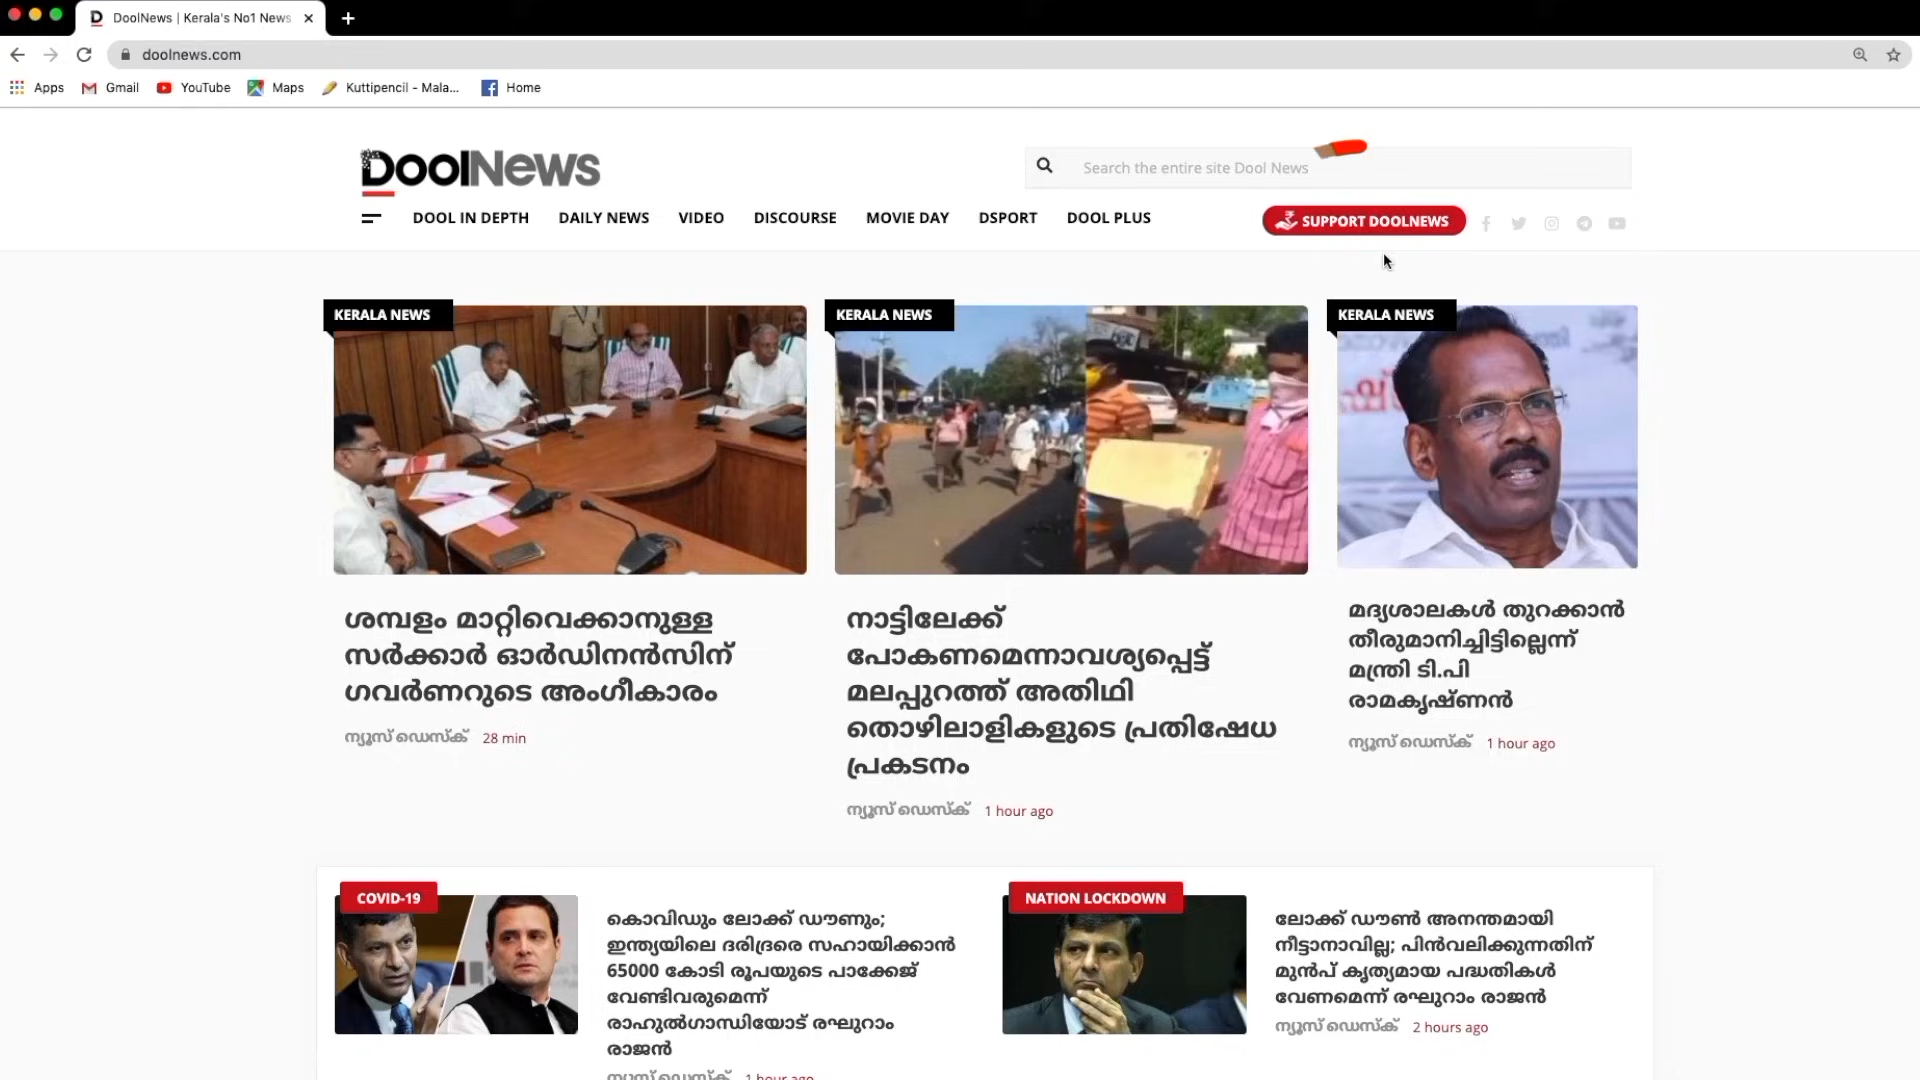 DoolNews | Kerala's No1 News
doolnews.com
Apps Gmail YouTube Maps Kuttipencil - Mala... Home
DoolNews
Search the entire site Dool News
DOOL IN DEPTH DAILY NEWS VIDEO DISCOURSE MOVIE DAY DSPORT DOOL PLUS
SUPPORT DOOLNEWS
KERALA NEWS
ശമ്പളം മാറ്റിവെക്കാനുള്ള
സര്‍ക്കാര്‍ ഓര്‍ഡിനന്‍സിന്
ഗവര്‍ണറുടെ അംഗീകാരം
ന്യൂസ് ഡെസ്‌ക് 28 min
KERALA NEWS
നാട്ടിലേക്ക്
പോകണമെന്നാവശ്യപ്പെട്ട്
മലപ്പുറത്ത് അതിഥി
തൊഴിലാളികളുടെ പ്രതിഷേധ
പ്രകടനം
ന്യൂസ് ഡെസ്‌ക് 1 hour ago
KERALA NEWS
മദ്യശാലകള്‍ തുറക്കാന്‍
തീരുമാനിച്ചിട്ടില്ലെന്ന്
മന്ത്രി ടി.പി
രാമകൃഷ്ണന്‍
ന്യൂസ് ഡെസ്‌ക് 1 hour ago
COVID-19
കൊവിഡും ലോക്ക് ഡൗണും;
ഇന്ത്യയിലെ ദരിദ്രരെ സഹായിക്കാന്‍
65000 കോടി രൂപയുടെ പാക്കേജ്
വേണ്ടിവരുമെന്ന്
രാഹുല്‍ഗാന്ധിയോട് രഘുറാം
രാജന്‍
ന്യൂസ് ഡെസ്‌ക് 1 hour ago
NATION LOCKDOWN
ലോക്ക് ഡൗണ്‍ അനന്തമായി
നീട്ടാനാവില്ല; പിന്‍വലിക്കുന്നതിന്
മുന്‍പ് കൃത്യമായ പദ്ധതികള്‍
വേണമെന്ന് രഘുറാം രാജന്‍
ന്യൂസ് ഡെസ്‌ക് 2 hours ago